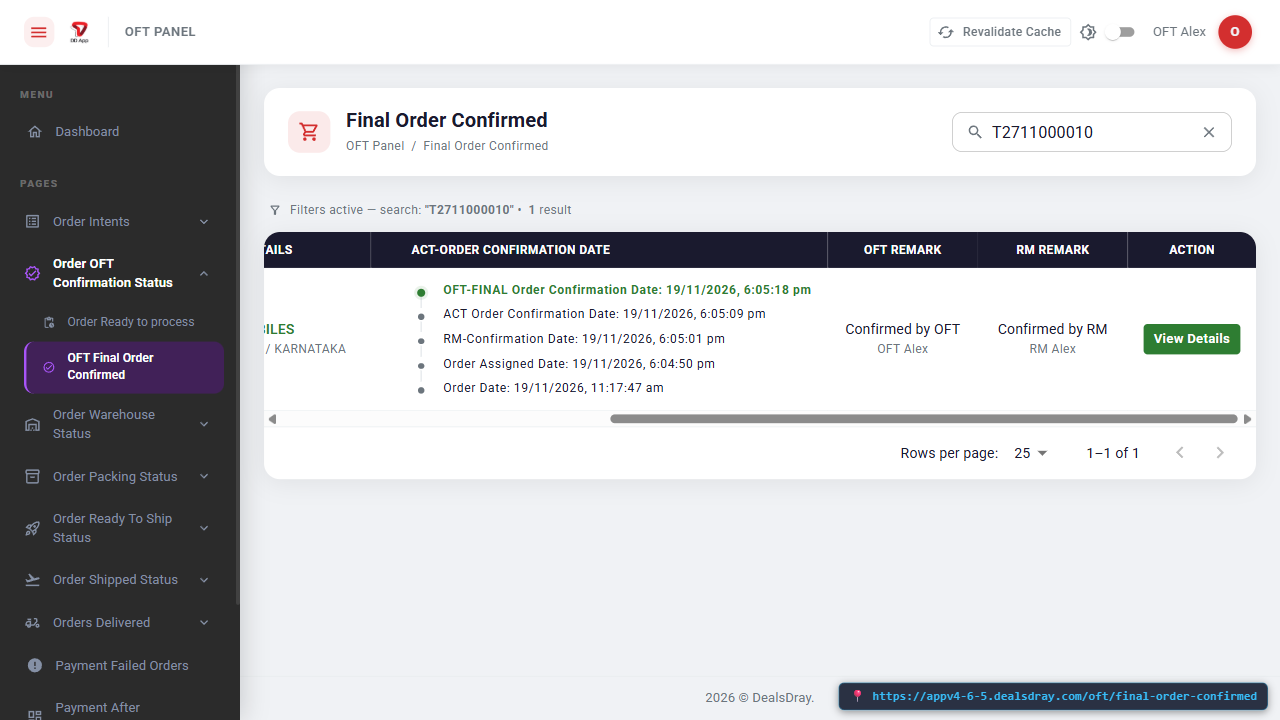 DD-App
OFT PANEL
Revalidate Cache
OFT Alex
O
MENU
Dashboard
PAGES
Order Intents
Order OFT
Confirmation Status
Order Ready to process
OFT Final Order
Confirmed
Order Warehouse
Status
Order Packing Status
Order Ready To Ship
Status
Order Shipped Status
Orders Delivered
Payment Failed Orders
Payment After
Final Order Confirmed
OFT Panel / Final Order Confirmed
T2711000010
Filters active — search: "T2711000010" • 1 result
AILS
ACT-ORDER CONFIRMATION DATE
OFT REMARK
RM REMARK
ACTION
BILES
/ KARNATAKA
OFT-FINAL Order Confirmation Date: 19/11/2026, 6:05:18 pm
ACT Order Confirmation Date: 19/11/2026, 6:05:09 pm
RM-Confirmation Date: 19/11/2026, 6:05:01 pm
Order Assigned Date: 19/11/2026, 6:04:50 pm
Order Date: 19/11/2026, 11:17:47 am
Confirmed by OFT
OFT Alex
Confirmed by RM
RM Alex
View Details
Rows per page: 25
1–1 of 1
2026 © DealsDray.
https://appv4-6-5.dealsdray.com/oft/final-order-confirmed